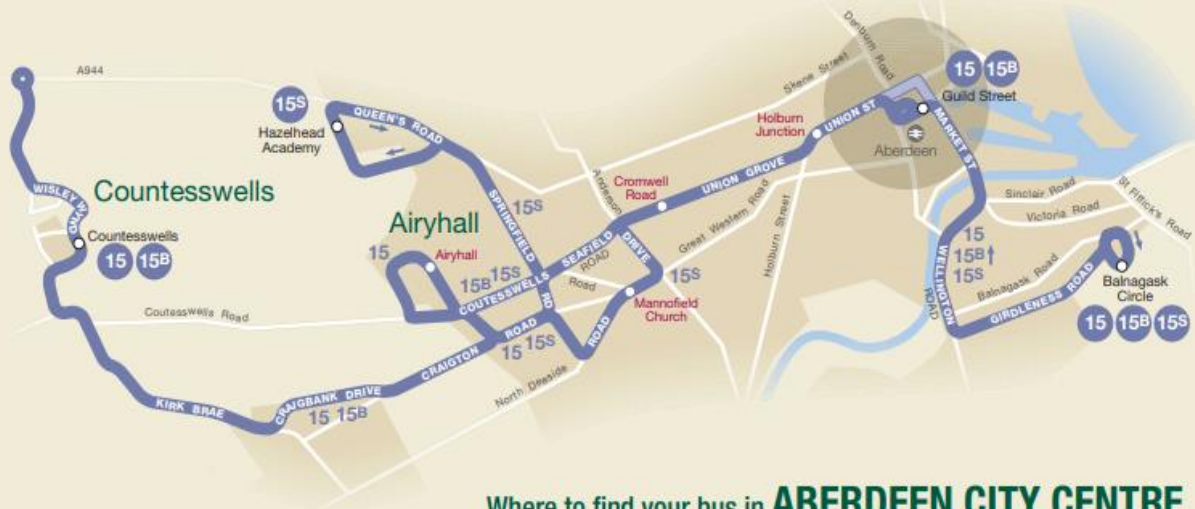 A944
15S
Hazelhead
Academy
QUEEN'S ROAD
Skene Street
Denburn Road
15 15B
Guild Street
Holburn
Junction
UNION ST
MARKET ST
Aberdeen
WISLEY WYND
Countesswells
Countesswells
15 15B
Airyhall
15
Airyhall
SPRINGFIELD
RD
15S
Anderson
DRIVE
Cromwell
Road
UNION GROVE
Great Western Road
Holburn Street
Sinclair Road
Victoria Road
St. Fittick's Road
15
15B↑
15S
WELLINGTON
ROAD
Balnagask Road
GIRDLENESS ROAD
Balnagask
Circle
15 15B 15S
15B 15S
COUTESSWELLS
ROAD
SEAFIELD
Road
15S
Mannofield
Church
Coutesswells Road
CRAIGTON ROAD
15 15S
ROAD
North Deeside
KIRK BRAE
CRAIGBANK DRIVE
15 15B
Where to find your bus in ABERDEEN CITY CENTRE